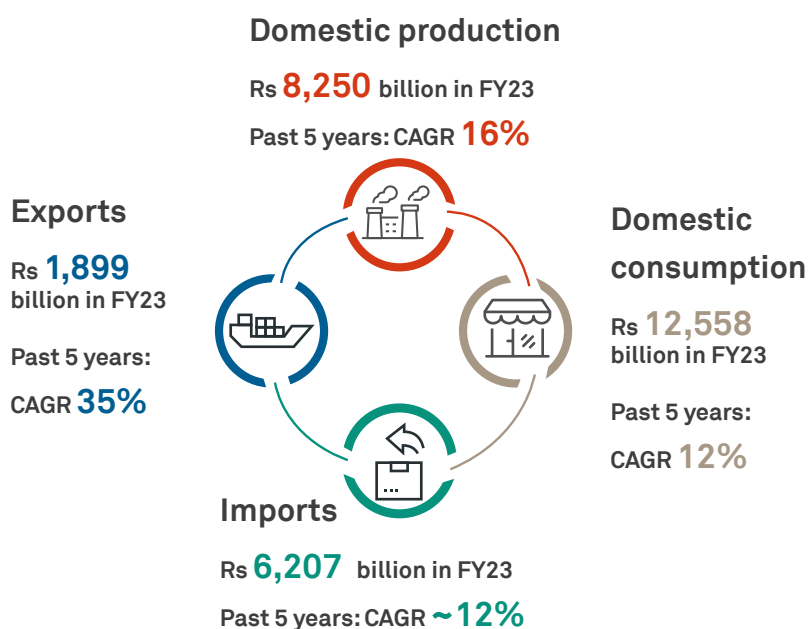 Domestic production
Rs 8,250 billion in FY23
Past 5 years: CAGR 16%
Exports
Rs 1,899
billion in FY23
Past 5 years:
CAGR 35%
Domestic
consumption
Rs 12,558
billion in FY23
Past 5 years:
CAGR 12%
Imports
Rs 6,207 billion in FY23
Past 5 years: CAGR ~12%